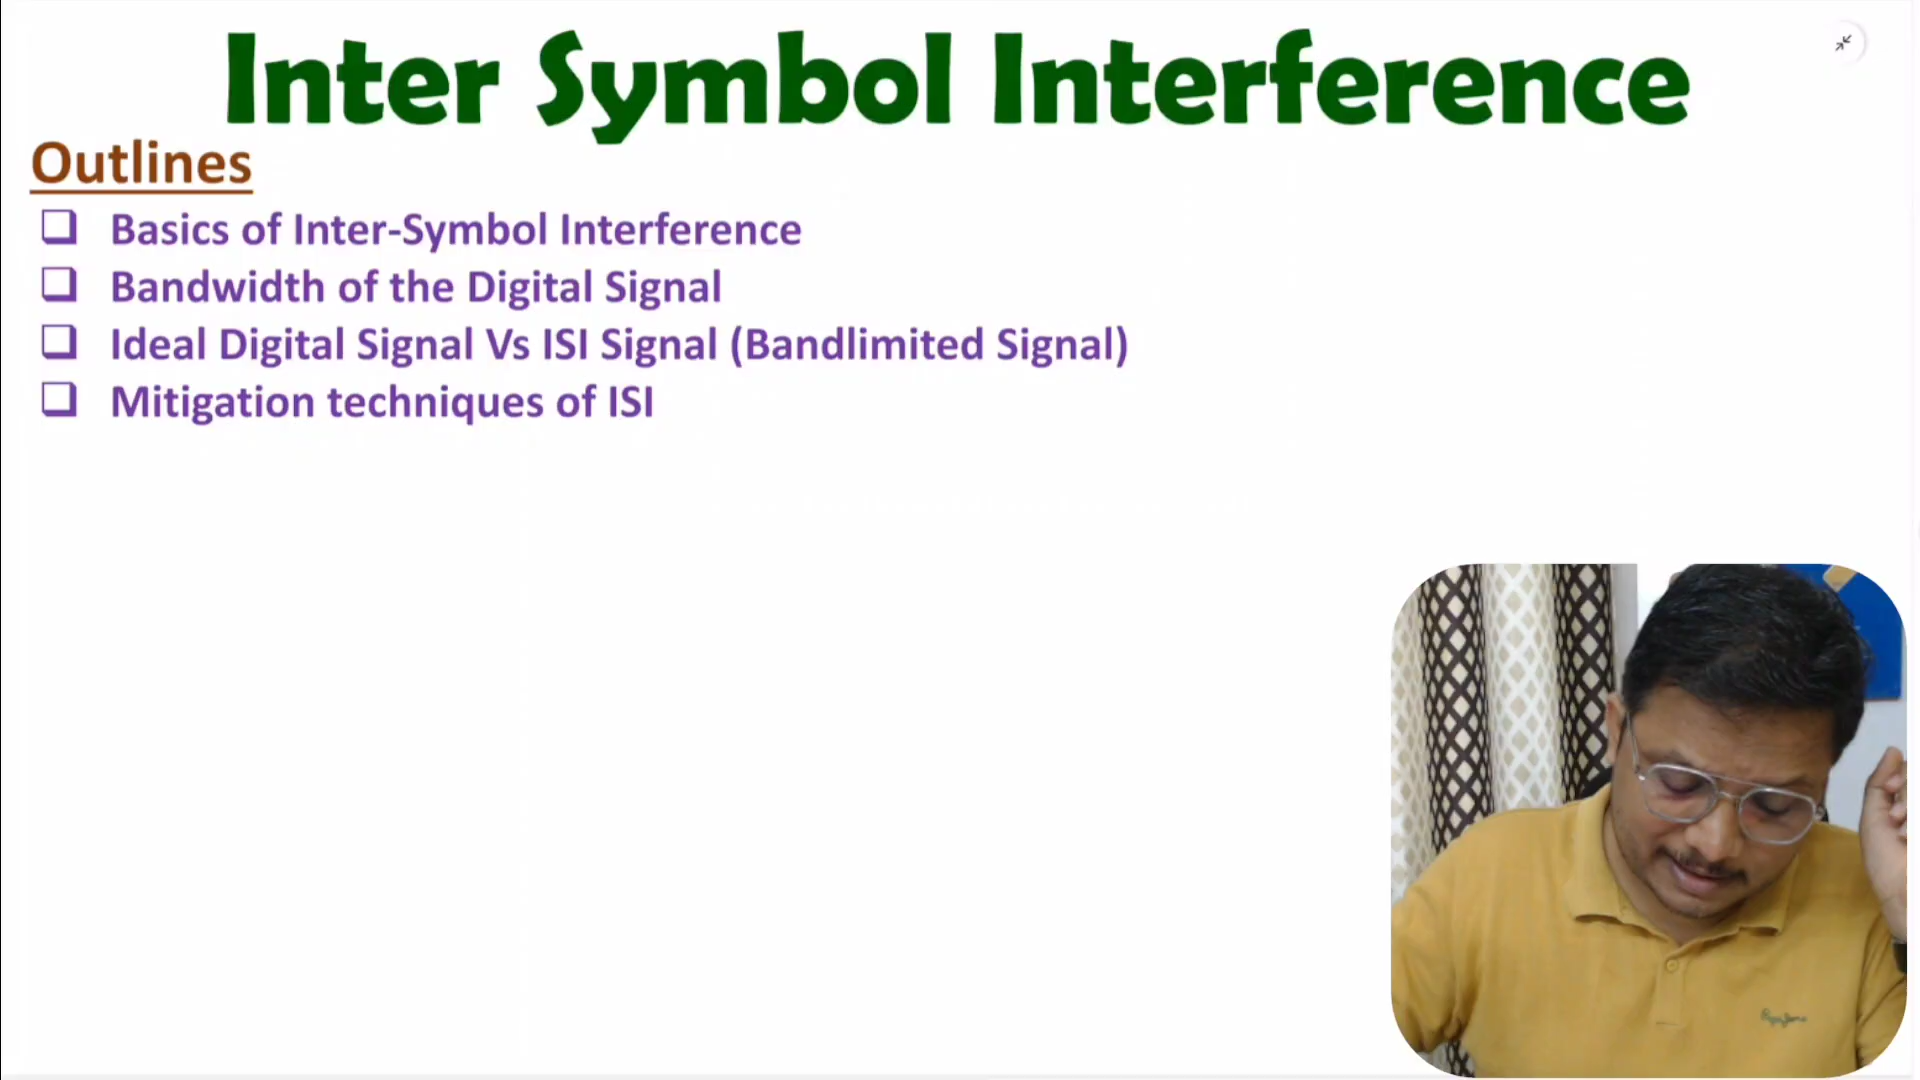 Inter Symbol Interference
Outlines
Basics of Inter-Symbol Interference
Bandwidth of the Digital Signal
Ideal Digital Signal Vs ISI Signal (Bandlimited Signal)
Mitigation techniques of ISI